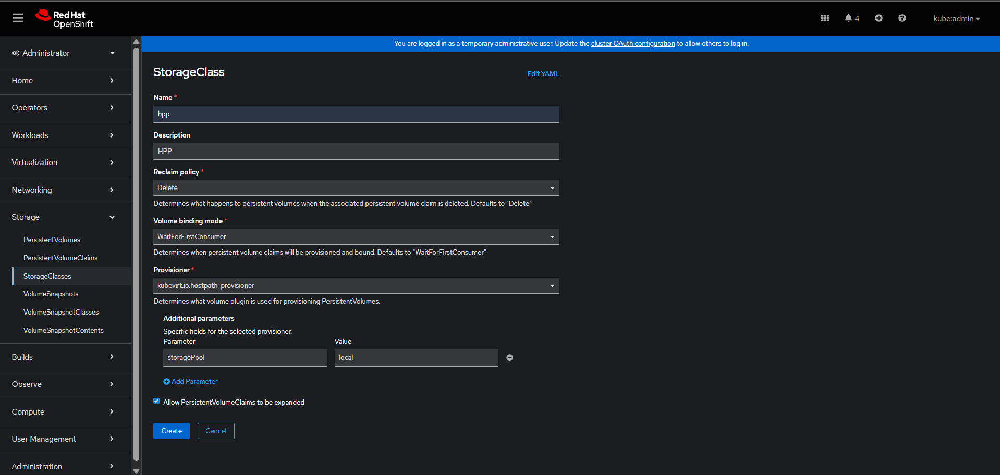 Red Hat
OpenShift
4
kube:admin
You are logged in as a temporary administrative user. Update the cluster OAuth configuration to allow others to log in.
Administrator
Home
Operators
Workloads
Virtualization
Networking
Storage
PersistentVolumes
PersistentVolumeClaims
StorageClasses
VolumeSnapshots
VolumeSnapshotClasses
VolumeSnapshotContents
Builds
Observe
Compute
User Management
Administration
StorageClass
Edit YAML
Name *
hpp
Description
HPP
Reclaim policy *
Delete
Determines what happens to persistent volumes when the associated persistent volume claim is deleted. Defaults to "Delete"
Volume binding mode *
WaitForFirstConsumer
Determines when persistent volume claims will be provisioned and bound. Defaults to "WaitForFirstConsumer"
Provisioner *
kubevirt.io.hostpath-provisioner
Determines what volume plugin is used for provisioning PersistentVolumes.
Additional parameters
Specific fields for the selected provisioner.
Parameter Value
storagePool local
Add Parameter
Allow PersistentVolumeClaims to be expanded
Create Cancel